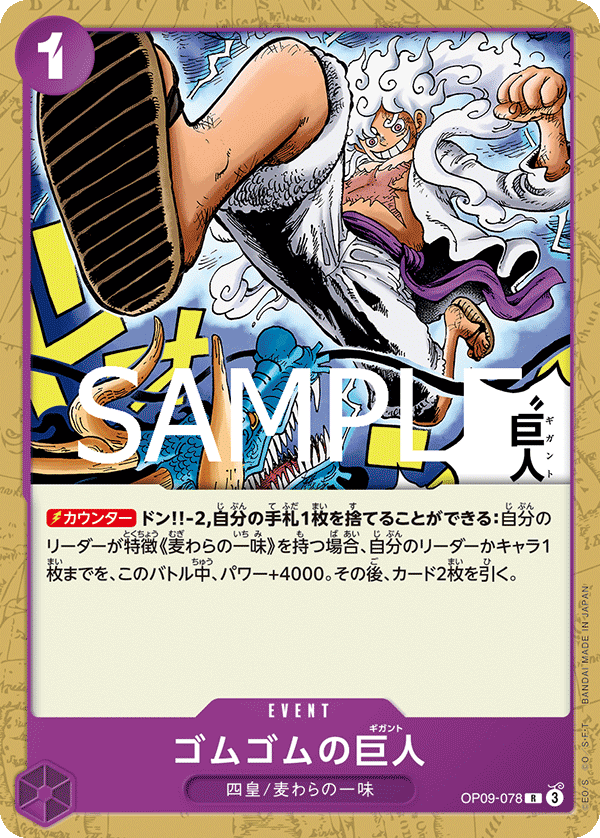 1
SAMPLE
〝巨人
ギガント
カウンター ドン!!-2,自分の手札1枚を捨てることができる:自分の
リーダーが特徴《麦わらの一味》を持つ場合、自分のリーダーかキャラ1
枚までを、このバトル中、パワー+4000。その後、カード2枚を引く。
EVENT
ギガント
ゴムゴムの巨人
四皇/麦わらの一味
OP09-078 R 3
©E.O. S.,S.-F.T. BANDAI MADE IN JAPAN